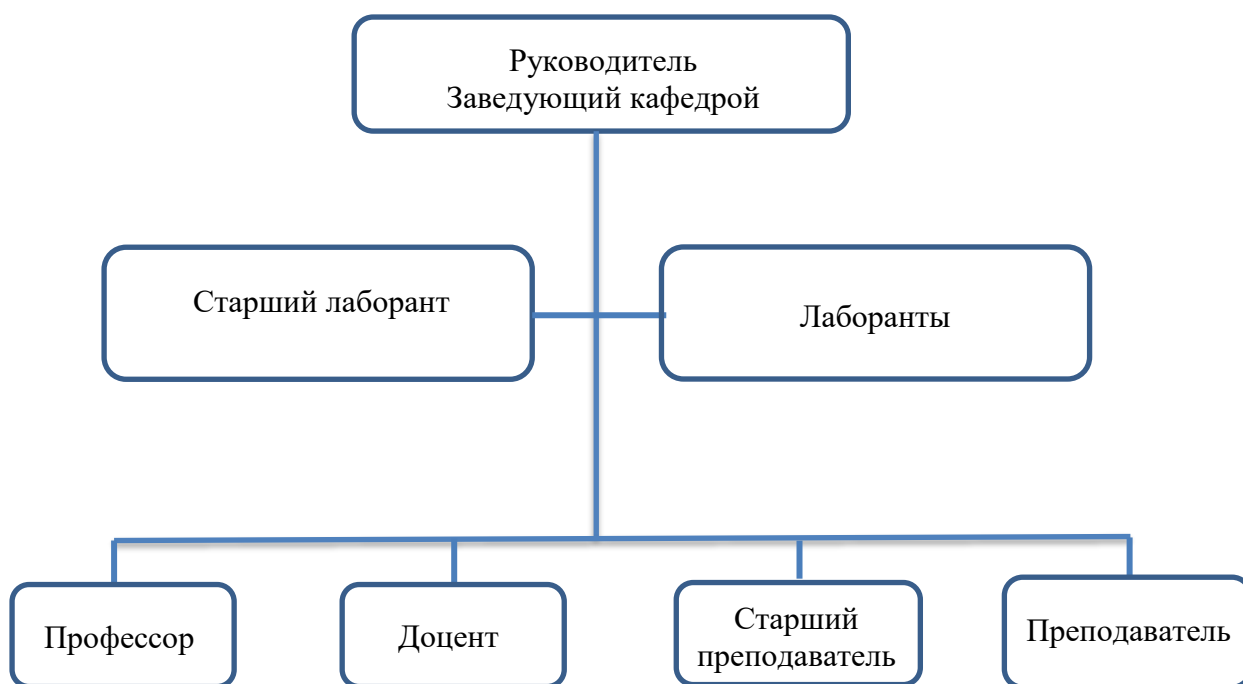 Руководитель
Заведующий кафедрой
Старший лаборант
Лаборанты
Профессор
Доцент
Старший
преподаватель
Преподаватель